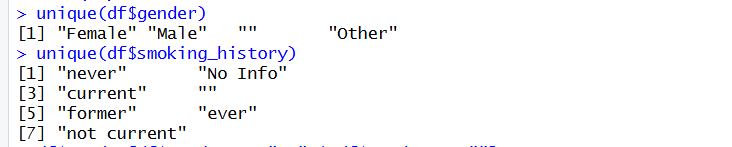 > unique(df$gender)
[1] "Female" "Male"   ""       "Other"
> unique(df$smoking_history)
[1] "never"       "No Info"
[3] "current"     ""
[5] "former"      "ever"
[7] "not current"